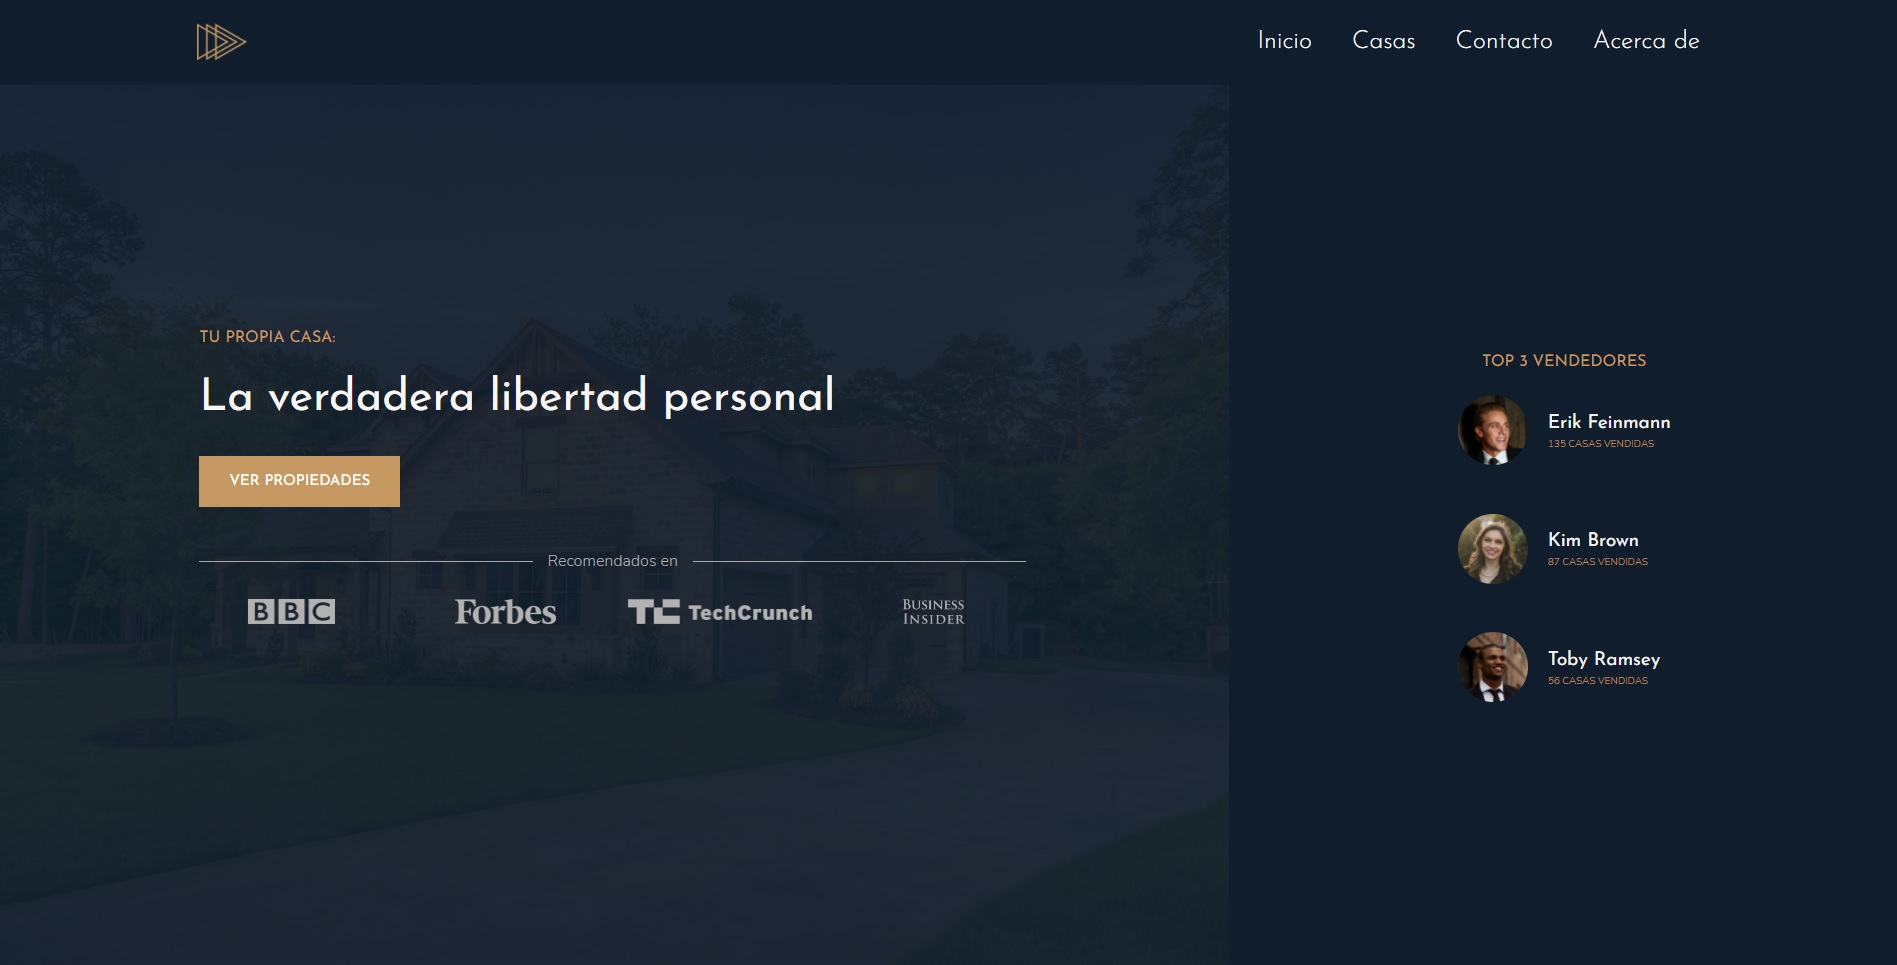 Inicio
Casas
Contacto
Acerca de
TU PROPIA CASA:
La verdadera libertad personal
VER PROPIEDADES
Recomendados en
BBC
Forbes
TC TechCrunch
BUSINESS
INSIDER
TOP 3 VENDEDORES
Erik Feinmann
135 CASAS VENDIDAS
Kim Brown
87 CASAS VENDIDAS
Toby Ramsey
56 CASAS VENDIDAS